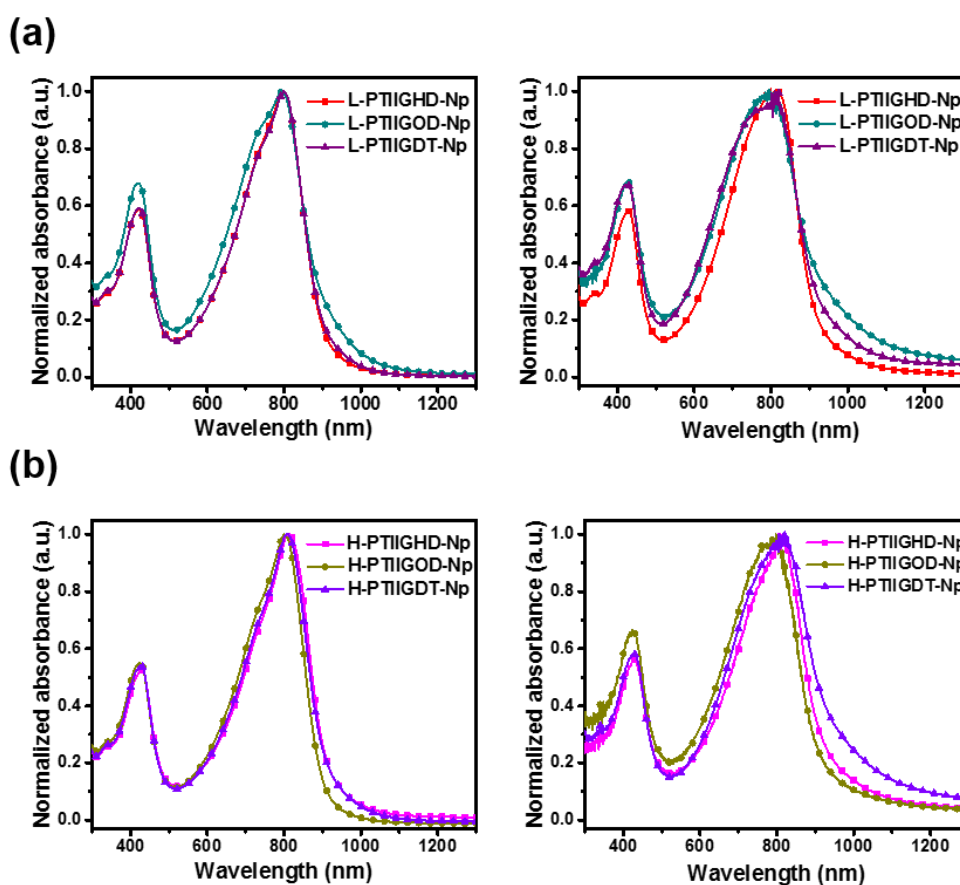 (a)
Normalized absorbance (a.u.)
1.0
0.8
0.6
0.4
0.2
0.0
L-PTIIGHD-Np
L-PTIIGOD-Np
L-PTIIGDT-Np
400 600 800 1000 1200
Wavelength (nm)
Normalized absorbance (a.u.)
1.0
0.8
0.6
0.4
0.2
0.0
L-PTIIGHD-Np
L-PTIIGOD-Np
L-PTIIGDT-Np
400 600 800 1000 1200
Wavelength (nm)
(b)
Normalized absorbance (a.u.)
1.0
0.8
0.6
0.4
0.2
0.0
H-PTIIGHD-Np
H-PTIIGOD-Np
H-PTIIGDT-Np
400 600 800 1000 1200
Wavelength (nm)
Normalized absorbance (a.u.)
1.0
0.8
0.6
0.4
0.2
0.0
H-PTIIGHD-Np
H-PTIIGOD-Np
H-PTIIGDT-Np
400 600 800 1000 1200
Wavelength (nm)